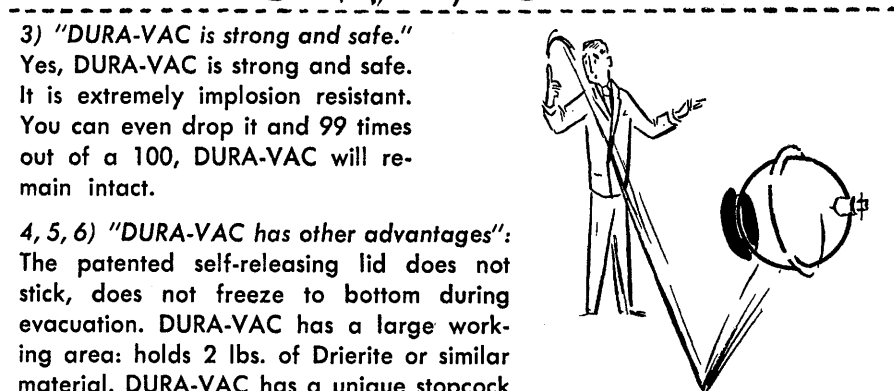 3) "DURA-VAC is strong and safe."
Yes, DURA-VAC is strong and safe.
It is extremely implosion resistant.
You can even drop it and 99 times
out of a 100, DURA-VAC will re-
main intact.
4, 5, 6) "DURA-VAC has other advantages":
The patented self-releasing lid does not
stick, does not freeze to bottom during
evacuation. DURA-VAC has a large work-
ing area: holds 2 lbs. of Drierite or similar
material. DURA-VAC has a unique stopcock